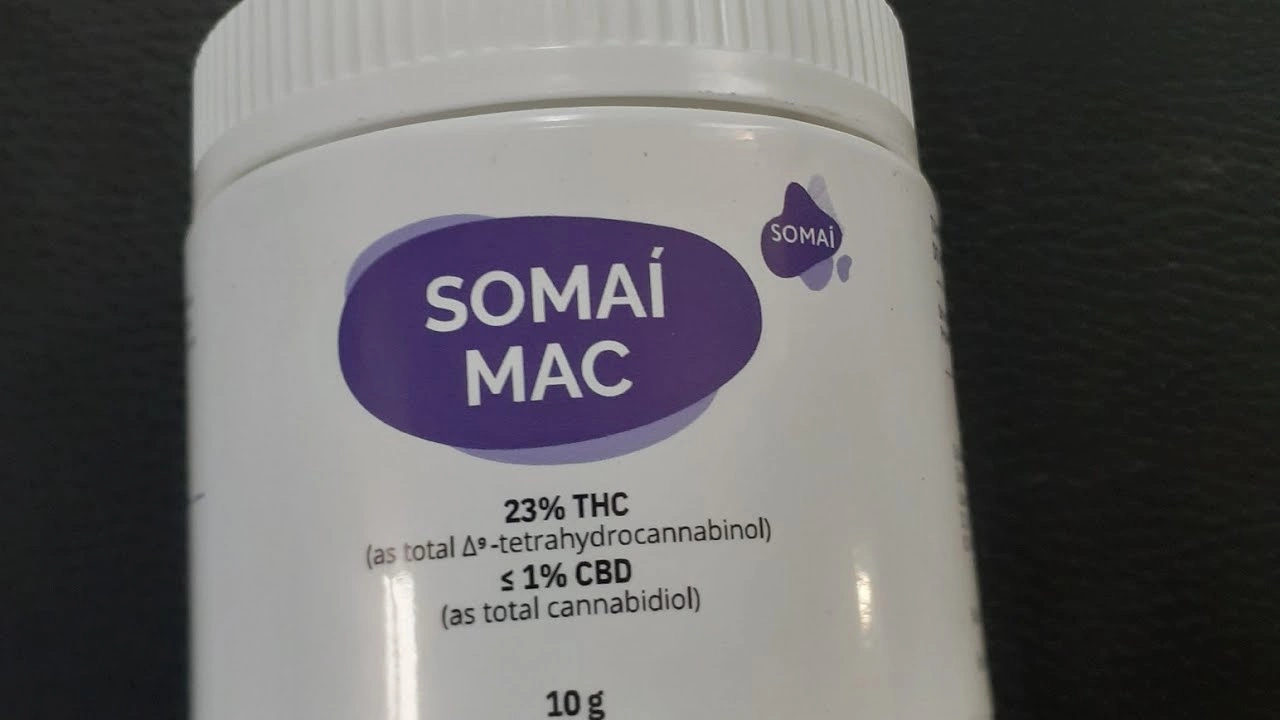 SOMAÍ
SOMAÍ
MAC
23% THC
(as total Δ⁹-tetrahydrocannabinol)
≤ 1% CBD
(as total cannabidiol)
10 g